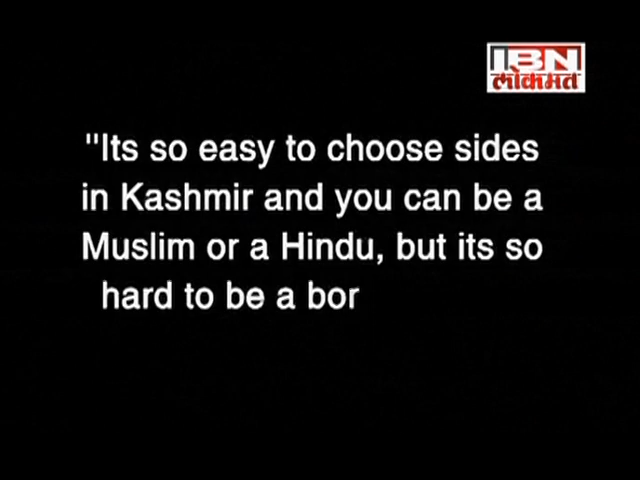 IBN
लोकमत
"Its so easy to choose sides
in Kashmir and you can be a
Muslim or a Hindu, but its so
hard to be a bor